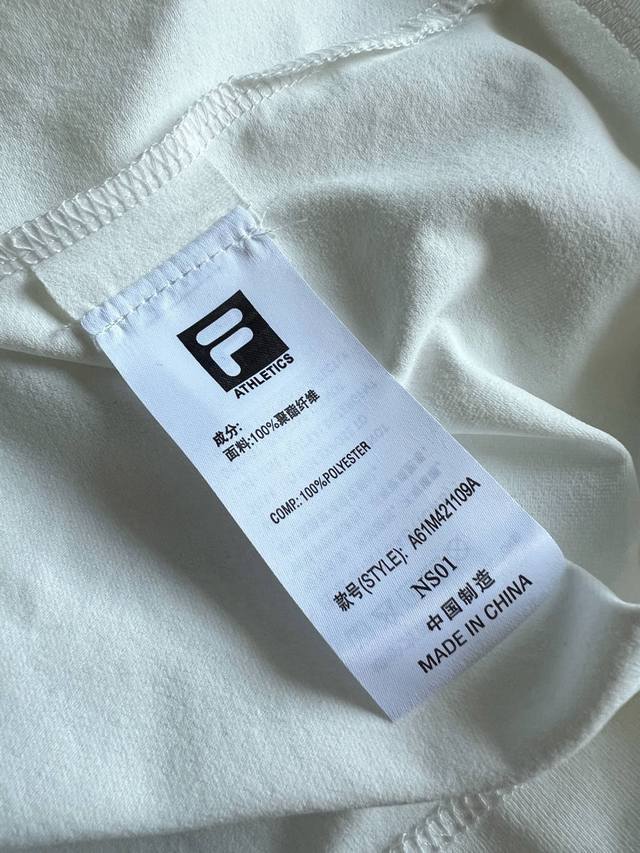 F
ATHLETICS
成分:
面料:100%聚酯纤维
COMP.: 100%POLYESTER
款号(STYLE): A61M421109A
NS01
中国制造
MADE IN CHINA